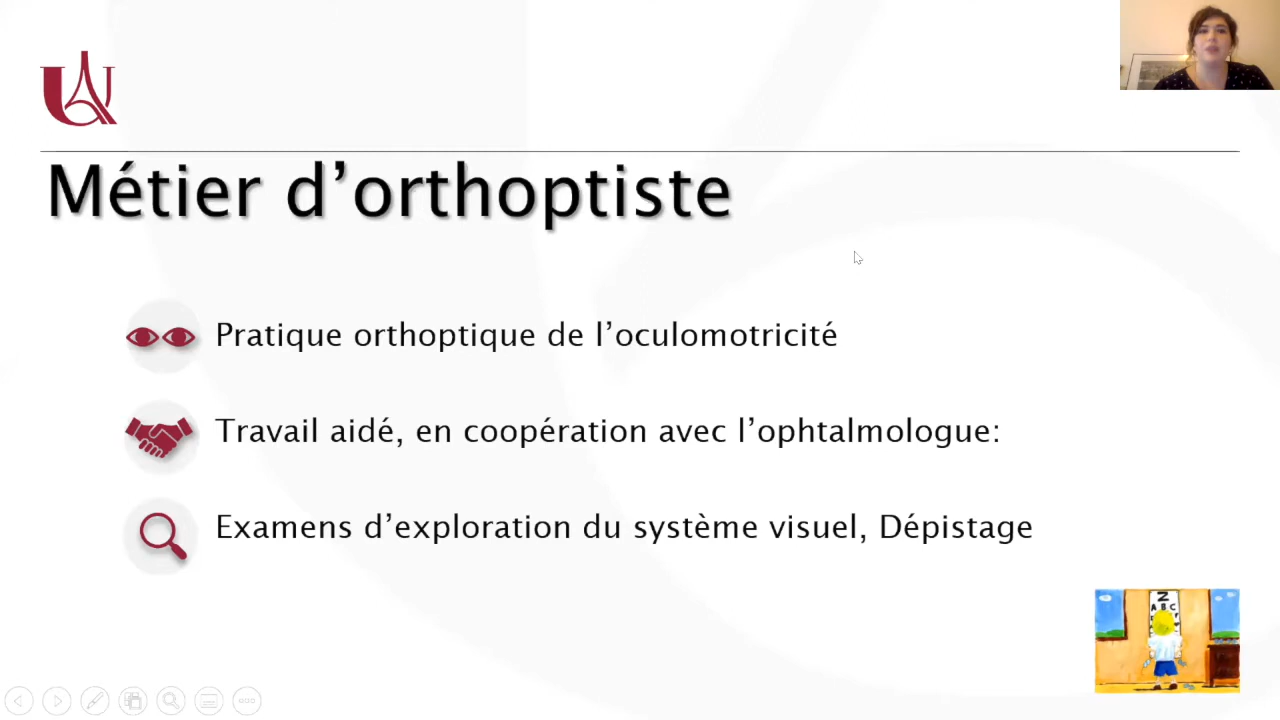 Métier d’orthoptiste
Pratique orthoptique de l’oculomotricité
Travail aidé, en coopération avec l’ophtalmologue:
Examens d’exploration du système visuel, Dépistage
Z
A B C